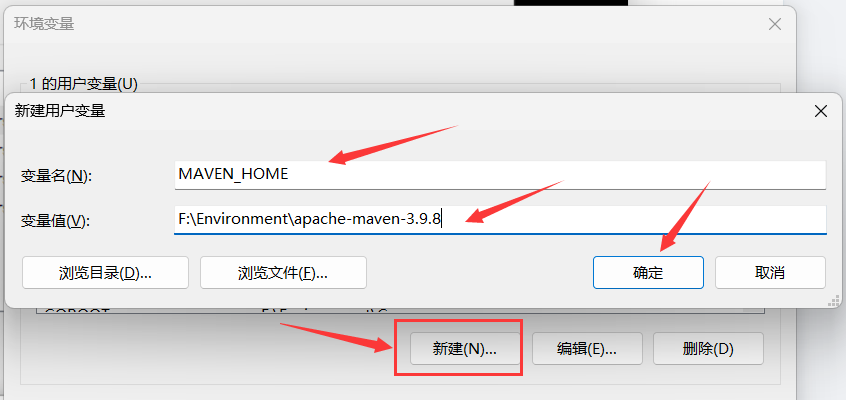 环境变量
1 的用户变量(U)
新建用户变量
变量名(N):
MAVEN_HOME
变量值(V):
F:\Environment\apache-maven-3.9.8
浏览目录(D)...
浏览文件(F)...
确定
取消
新建(N)...
编辑(E)...
删除(D)